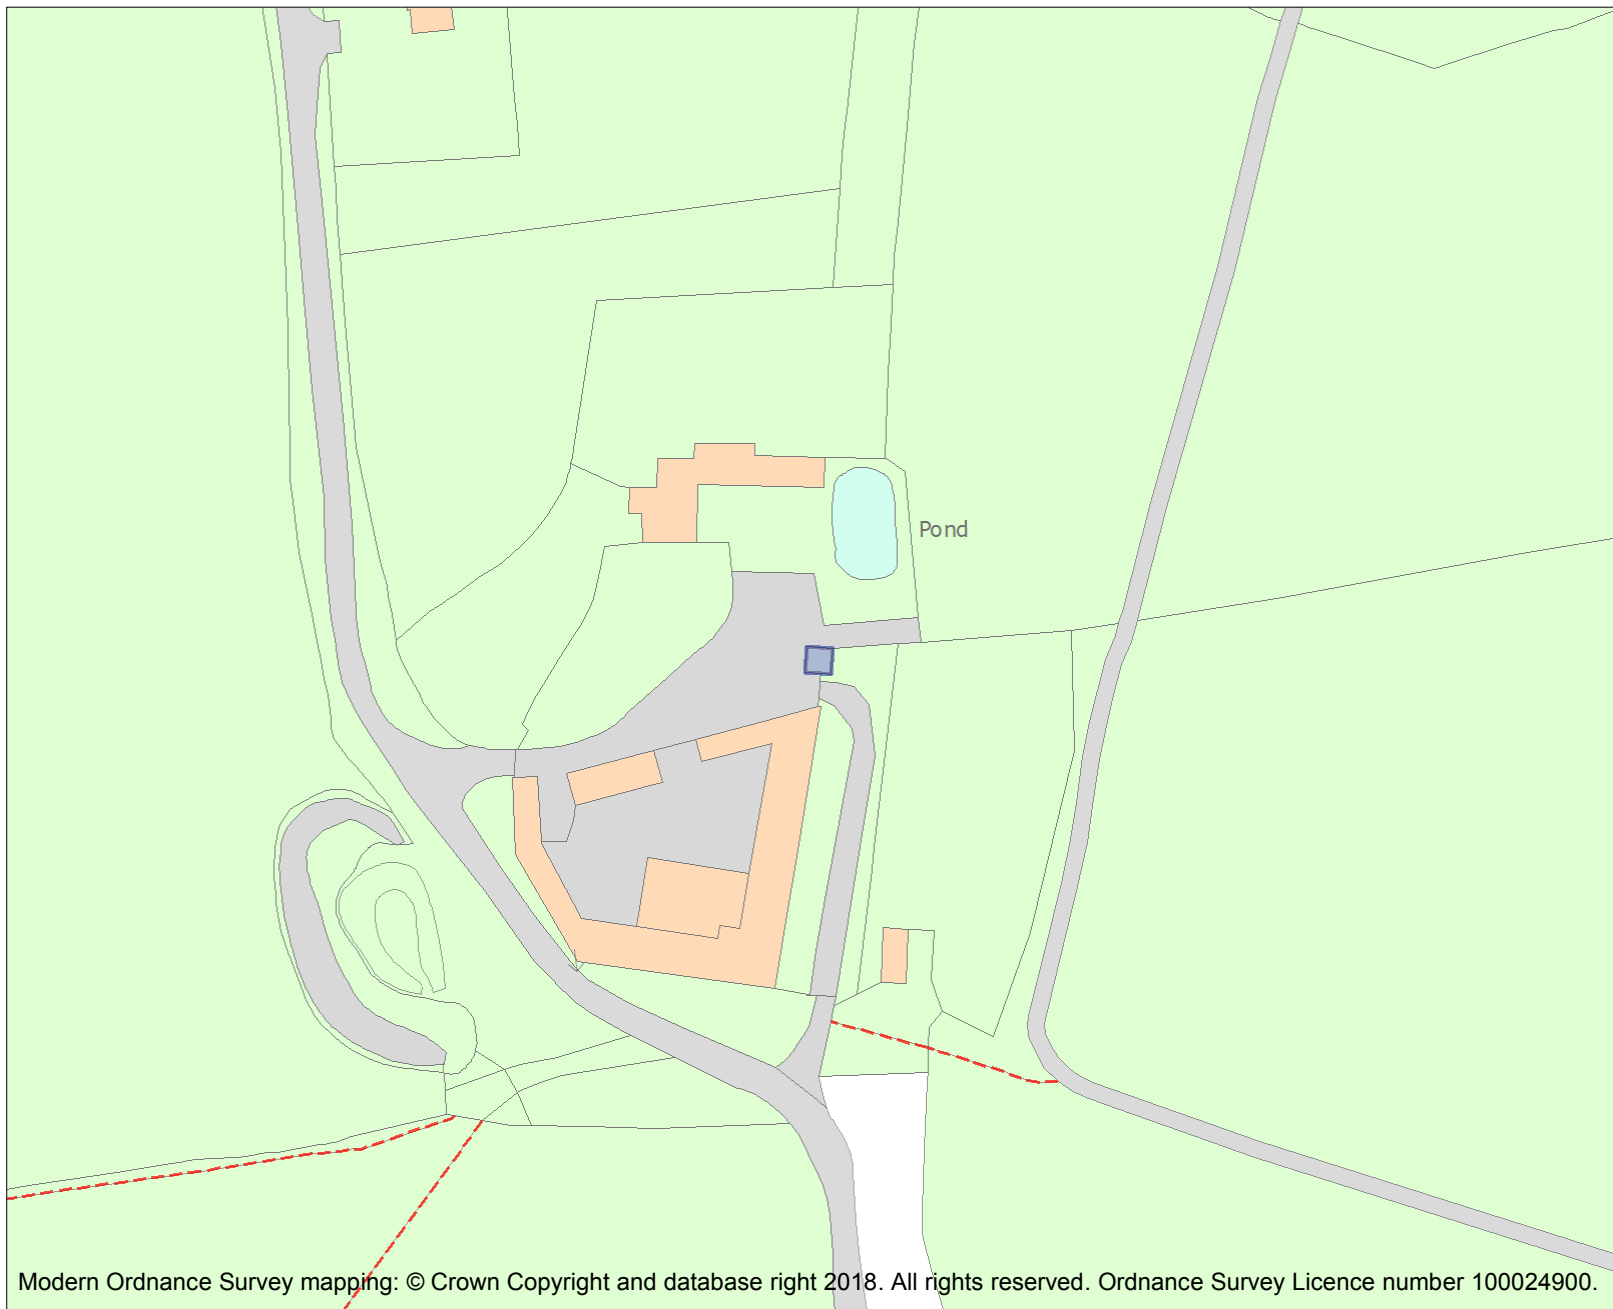 Pond
Modern Ordnance Survey mapping: © Crown Copyright and database right 2018. All rights reserved. Ordnance Survey Licence number 100024900.